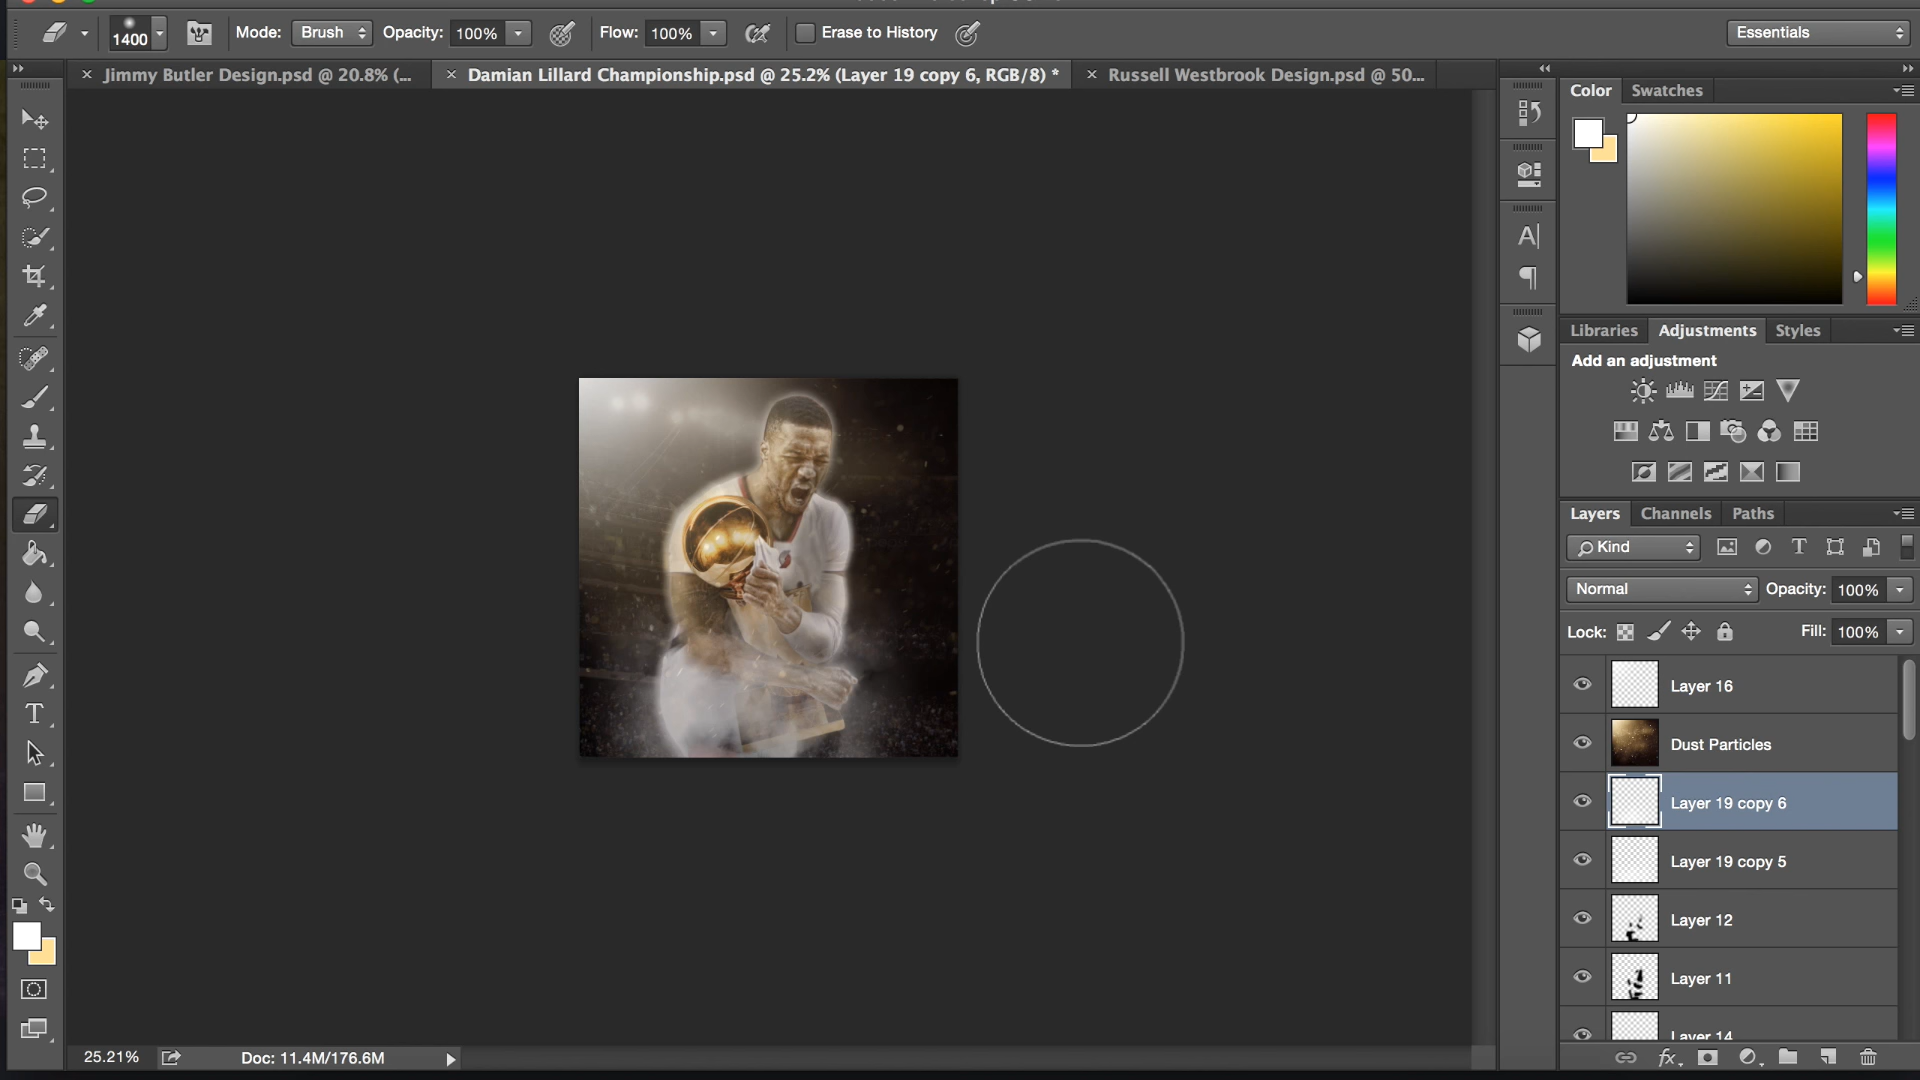 1400 Mode: Brush Opacity: 100% Flow: 100% Erase to History Essentials
Jimmy Butler Design.psd @ 20.8% (... Damian Lillard Championship.psd @ 25.2% (Layer 19 copy 6, RGB/8) * Russell Westbrook Design.psd @ 50...
Color Swatches
Libraries Adjustments Styles
Add an adjustment
Layers Channels Paths
Kind
Normal Opacity: 100%
Lock: Fill: 100%
Layer 16
Dust Particles
Layer 19 copy 6
Layer 19 copy 5
Layer 12
Layer 11
Layer 14
25.21% Doc: 11.4M/176.6M